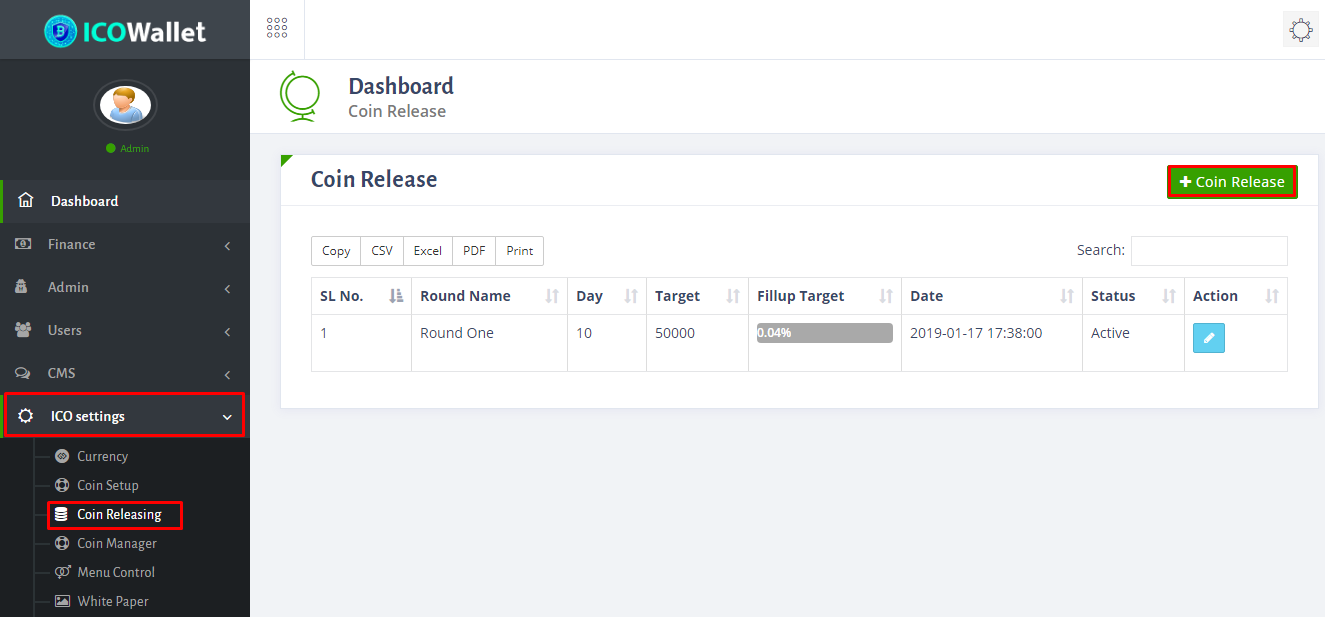 ICOWallet
Admin
Dashboard
Finance
Admin
Users
CMS
ICO settings
Currency
Coin Setup
Coin Releasing
Coin Manager
Menu Control
White Paper
Dashboard
Coin Release
Coin Release
+ Coin Release
Copy CSV Excel PDF Print
Search:
SL No. Round Name Day Target Fillup Target Date Status Action
1 Round One 10 50000 0.04% 2019-01-17 17:38:00 Active